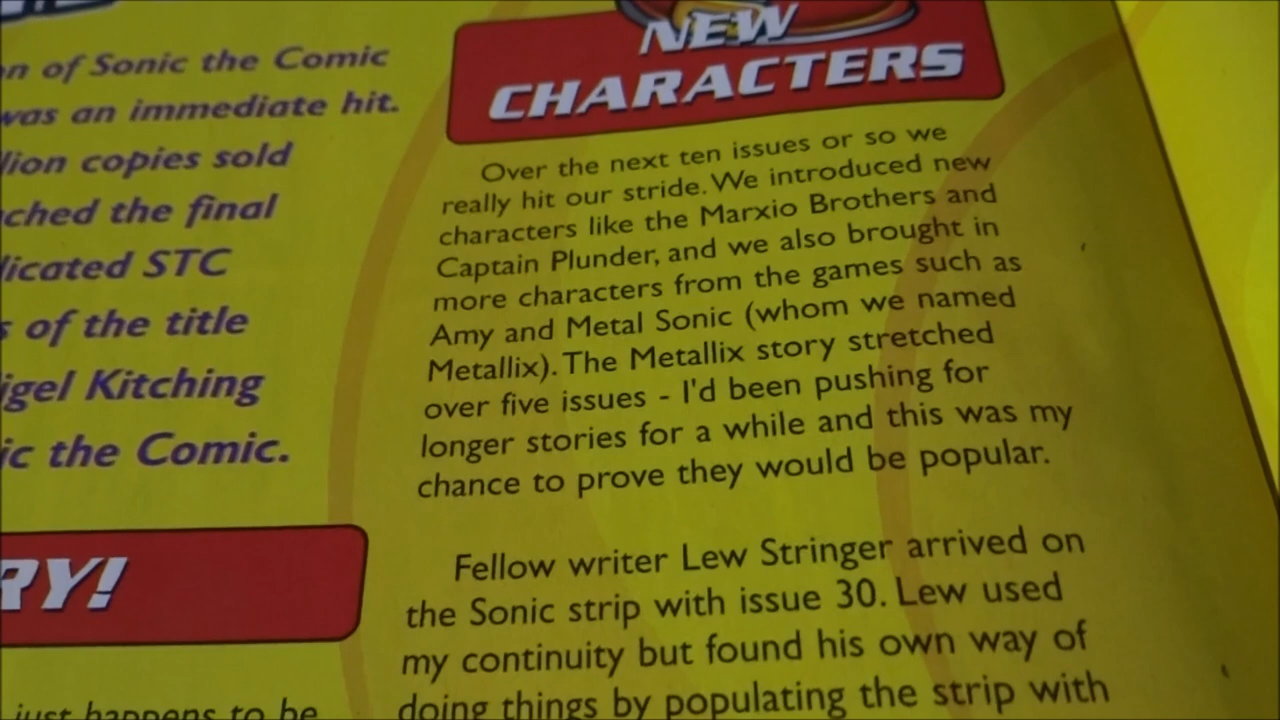 on of Sonic the Comic
was an immediate hit.
lion copies sold
ched the final
licated STC
s of the title
igel Kitching
ic the Comic.
RY!
just happens to be
NEW
CHARACTERS
Over the next ten issues or so we
really hit our stride. We introduced new
characters like the Marxio Brothers and
Captain Plunder, and we also brought in
more characters from the games such as
Amy and Metal Sonic (whom we named
Metallix). The Metallix story stretched
over five issues - I'd been pushing for
longer stories for a while and this was my
chance to prove they would be popular.
Fellow writer Lew Stringer arrived on
the Sonic strip with issue 30. Lew used
my continuity but found his own way of
doing things by populating the strip with